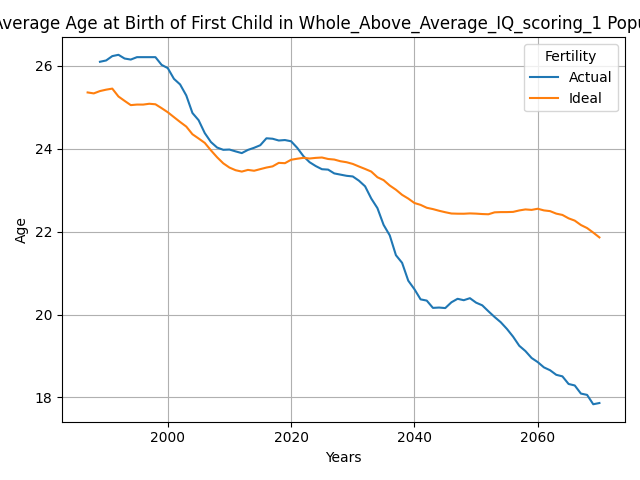 Average Age at Birth of First Child in Whole_Above_Average_IQ_scoring_1
Fertility
Actual
Ideal
26
24
22
20
18
Age
2000
2020
2040
2060
Years